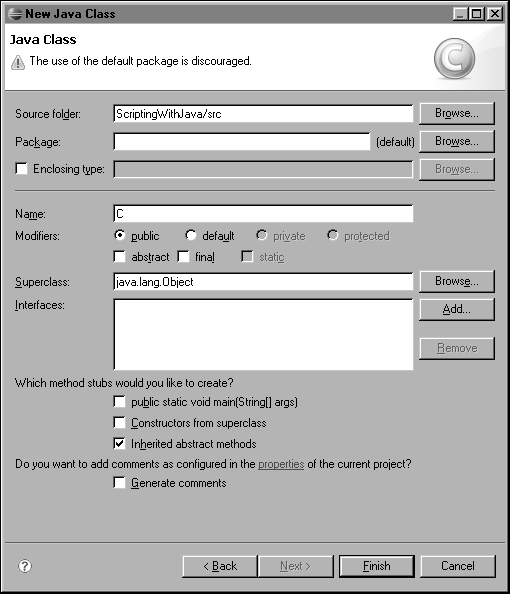 New Java Class
Java Class
The use of the default package is discouraged.
C
Source folder: ScriptingWithJava/src Browse...
Package: (default) Browse...
Enclosing type: Browse...
Name: C
Modifiers: public default private protected
abstract final static
Superclass: java.lang.Object Browse...
Interfaces: Add...
Remove
Which method stubs would you like to create?
public static void main(String[] args)
Constructors from superclass
Inherited abstract methods
Do you want to add comments as configured in the properties of the current project?
Generate comments
? < Back Next > Finish Cancel